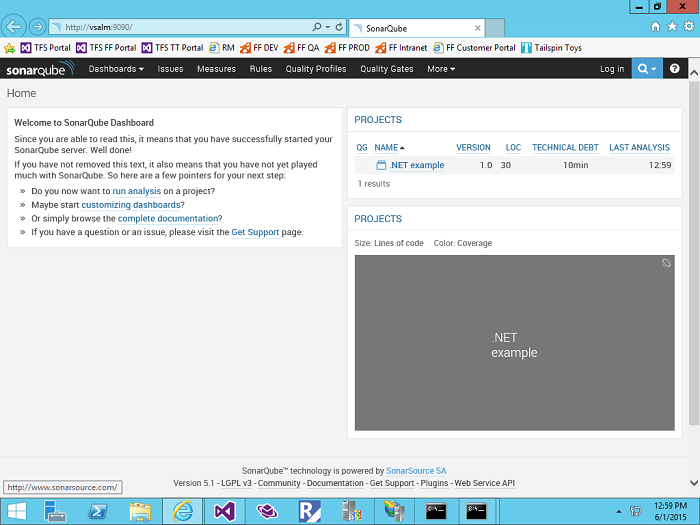 http://vsalm:9090/
SonarQube
TFS Portal TFS FF Portal TFS TT Portal RM FF DEV FF QA FF PROD FF Intranet FF Customer Portal Tailspin Toys
sonarqube Dashboards Issues Measures Rules Quality Profiles Quality Gates More Log in ?
Home
Welcome to SonarQube Dashboard
Since you are able to read this, it means that you have successfully started your
SonarQube server. Well done!
If you have not removed this text, it also means that you have not yet played
much with SonarQube. So here are a few pointers for your next step:
» Do you now want to run analysis on a project?
» Maybe start customizing dashboards?
» Or simply browse the complete documentation?
» If you have a question or an issue, please visit the Get Support page.
PROJECTS
QG NAME VERSION LOC TECHNICAL DEBT LAST ANALYSIS
.NET example 1.0 30 10min 12:59
1 results
PROJECTS
Size: Lines of code Color: Coverage
.NET
example
SonarQube™ technology is powered by SonarSource SA
Version 5.1 - LGPL v3 - Community - Documentation - Get Support - Plugins - Web Service API
http://www.sonarsource.com/
12:59 PM
6/1/2015